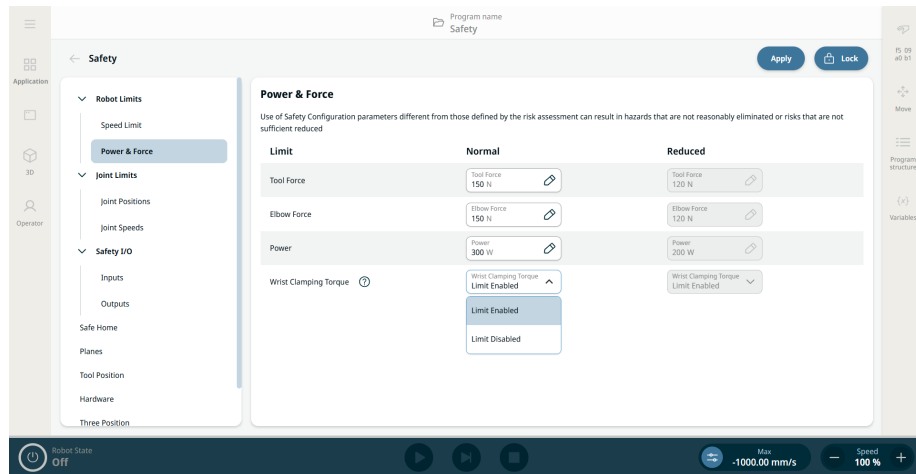 Program name
Safety
Safety
Apply
Lock
f5 09
a0 b1
Application
3D
Operator
Move
Program
structure
{x}
Variables
Robot Limits
Speed Limit
Power & Force
Joint Limits
Joint Positions
Joint Speeds
Safety I/O
Inputs
Outputs
Safe Home
Planes
Tool Position
Hardware
Three Position
Power & Force
Use of Safety Configuration parameters different from those defined by the risk assessment can result in hazards that are not reasonably eliminated or risks that are not
sufficient reduced
Limit Normal Reduced
Tool Force
Tool Force
150 N
Tool Force
120 N
Elbow Force
Elbow Force
150 N
Elbow Force
120 N
Power
Power
300 W
Power
200 W
Wrist Clamping Torque ?
Wrist Clamping Torque
Limit Enabled
Wrist Clamping Torque
Limit Enabled
Limit Enabled
Limit Disabled
Robot State
Off
Max
-1000.00 mm/s
Speed
100 %